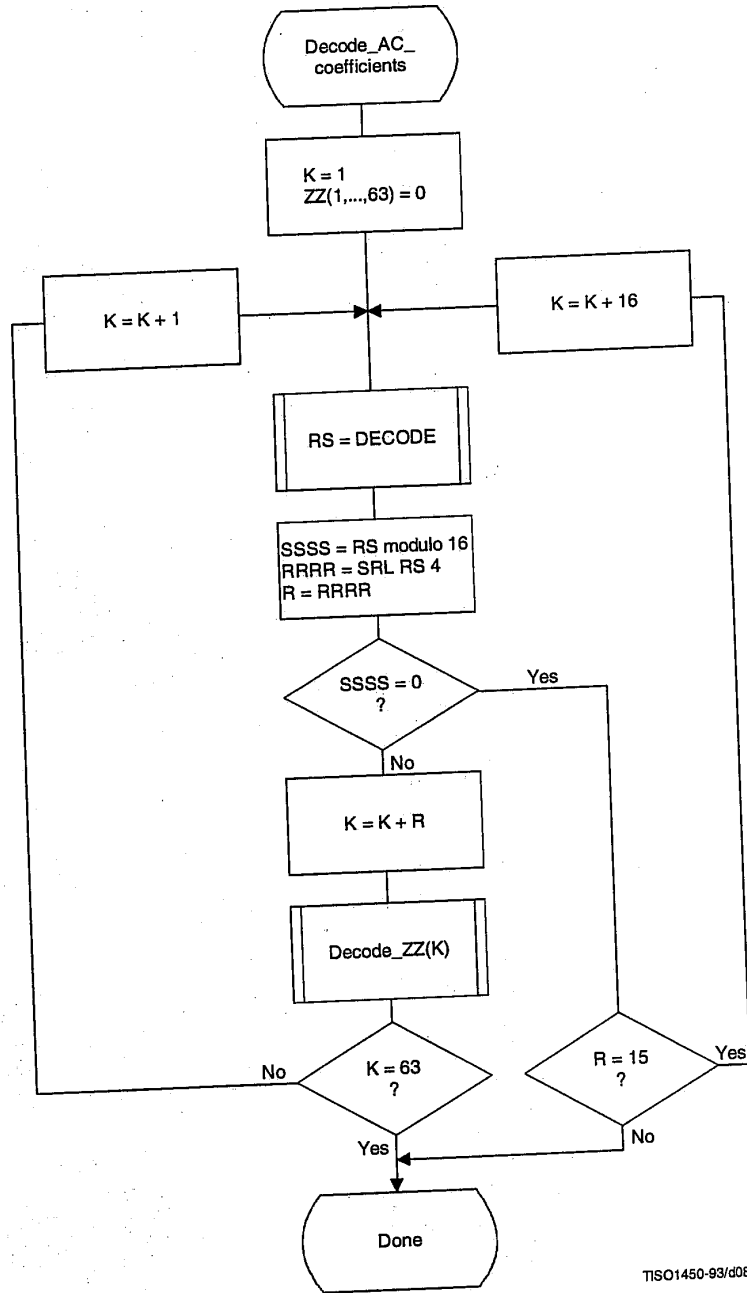 Decode_AC_
coefficients
K = 1
ZZ(1,...,63) = 0
K = K + 1
K = K + 16
RS = DECODE
SSSS = RS modulo 16
RRRR = SRL RS 4
R = RRRR
SSSS = 0
?
Yes
No
K = K + R
Decode_ZZ(K)
No
K = 63
?
R = 15
?
Yes
Yes
No
Done
TISO1450-93/d08